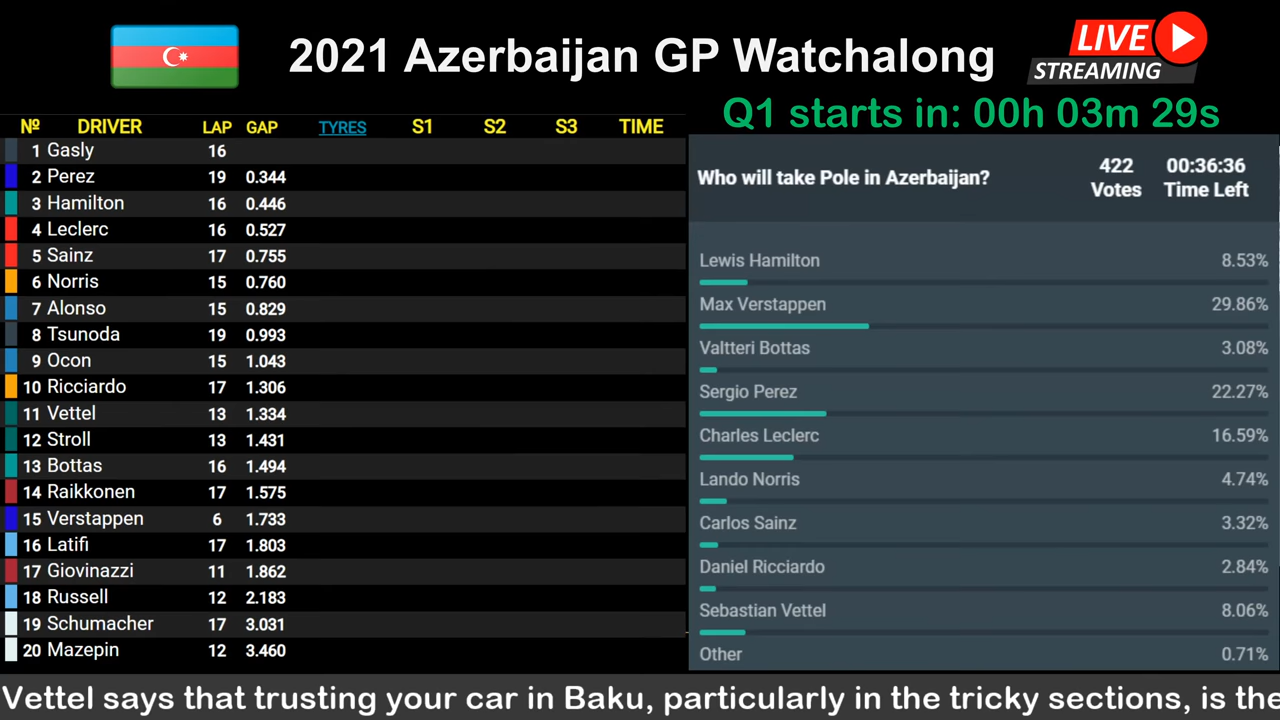 2021 Azerbaijan GP Watchalong
LIVE
STREAMING
Q1 starts in: 00h 03m 29s
Nº DRIVER LAP GAP TYRES S1 S2 S3 TIME
1 Gasly 16
2 Perez 19 0.344
3 Hamilton 16 0.446
4 Leclerc 16 0.527
5 Sainz 17 0.755
6 Norris 15 0.760
7 Alonso 15 0.829
8 Tsunoda 19 0.993
9 Ocon 15 1.043
10 Ricciardo 17 1.306
11 Vettel 13 1.334
12 Stroll 13 1.431
13 Bottas 16 1.494
14 Raikkonen 17 1.575
15 Verstappen 6 1.733
16 Latifi 17 1.803
17 Giovinazzi 11 1.862
18 Russell 12 2.183
19 Schumacher 17 3.031
20 Mazepin 12 3.460
Who will take Pole in Azerbaijan?
422 00:36:36
Votes Time Left
Lewis Hamilton 8.53%
Max Verstappen 29.86%
Valtteri Bottas 3.08%
Sergio Perez 22.27%
Charles Leclerc 16.59%
Lando Norris 4.74%
Carlos Sainz 3.32%
Daniel Ricciardo 2.84%
Sebastian Vettel 8.06%
Other 0.71%
Vettel says that trusting your car in Baku, particularly in the tricky sections, is the